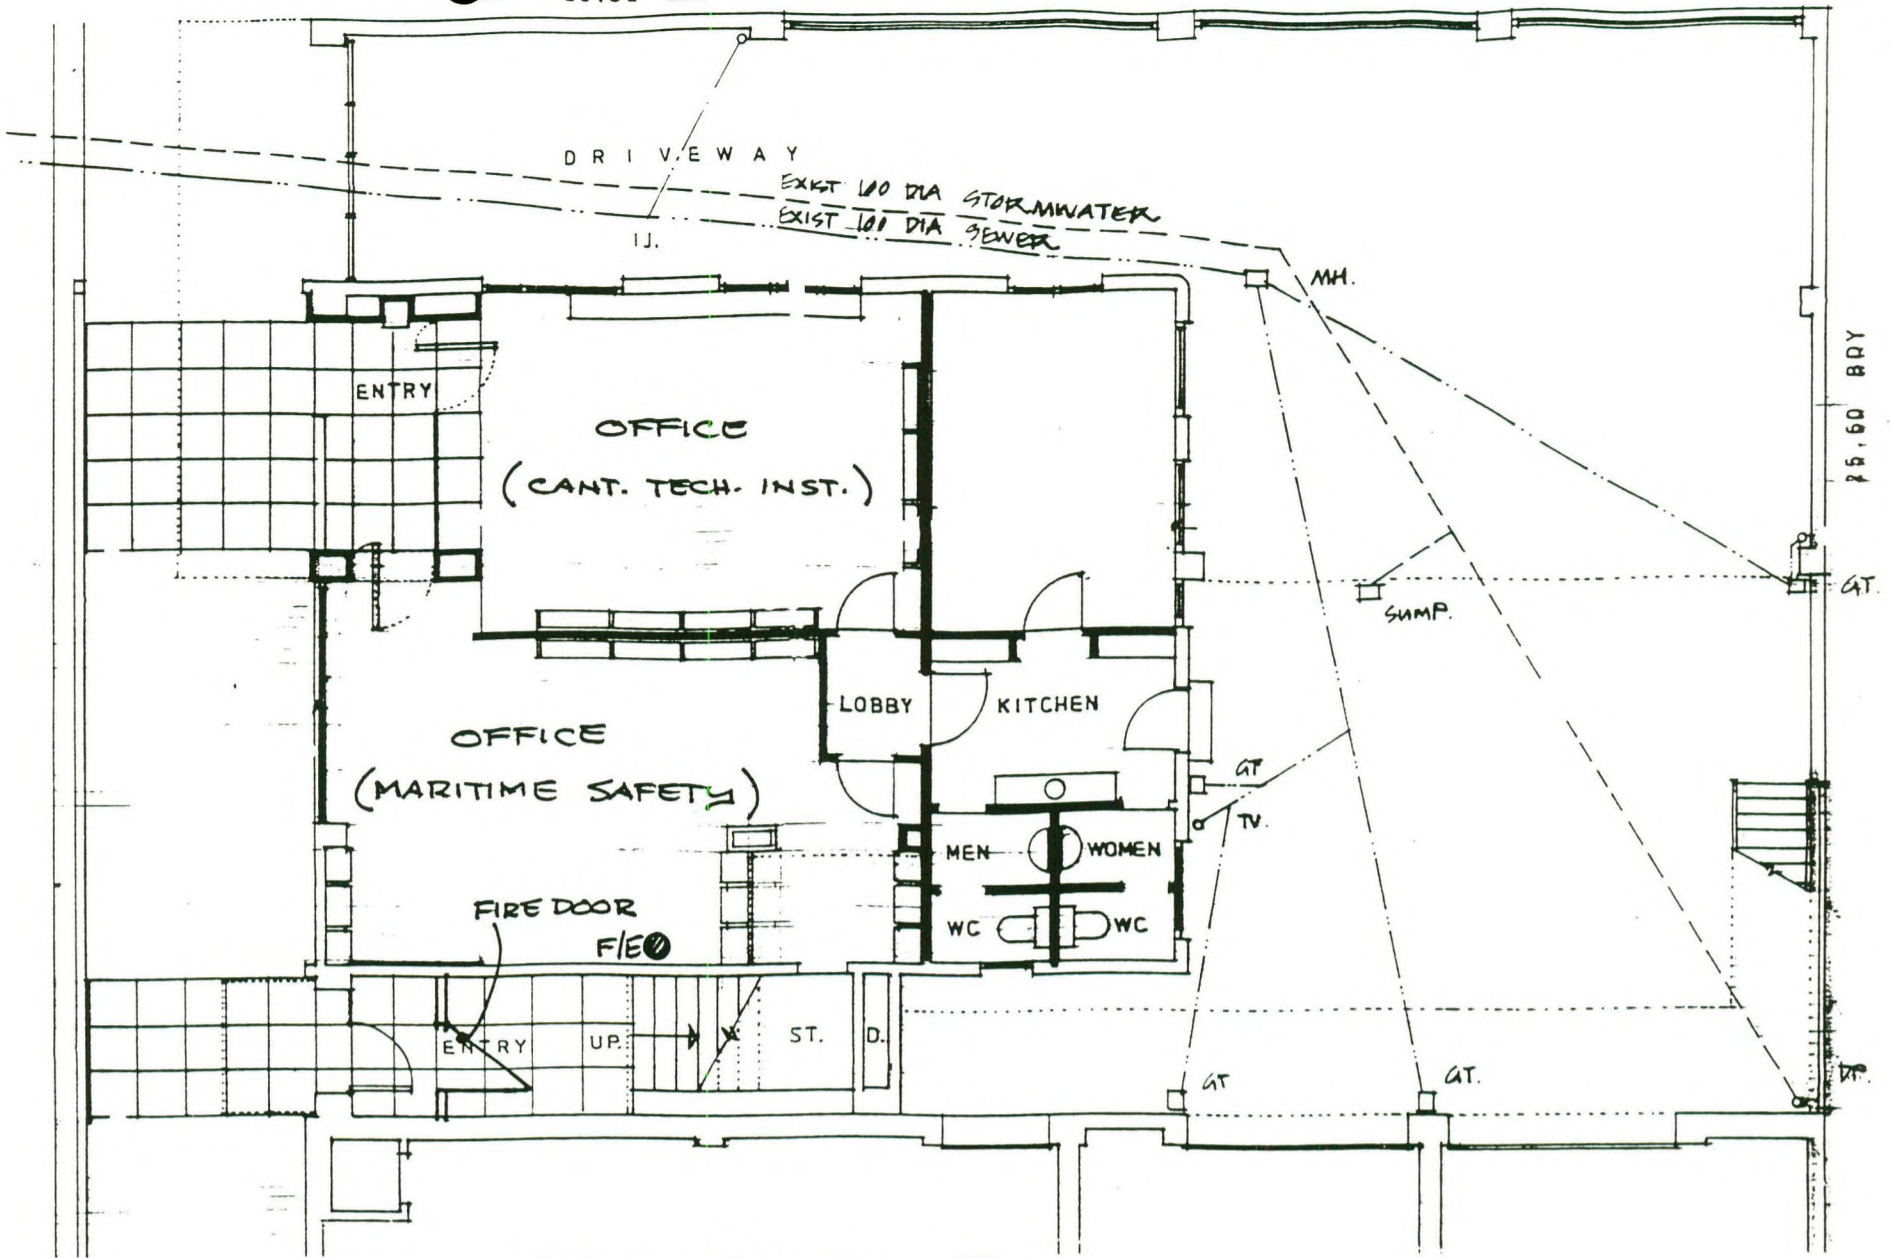 DRIVEWAY
EXIST 100 DIA STORMWATER
EXIST 100 DIA SEWER
IJ.
MH.
ENTRY
OFFICE
(CANT. TECH. INST.)
25.60 BDY
GT.
SUMP.
LOBBY
KITCHEN
OFFICE
(MARITIME SAFETY)
GT
TV.
MEN
WOMEN
FIRE DOOR
F/E
WC
WC
ENTRY
UP.
ST.
D.
GT
GT.
DP.